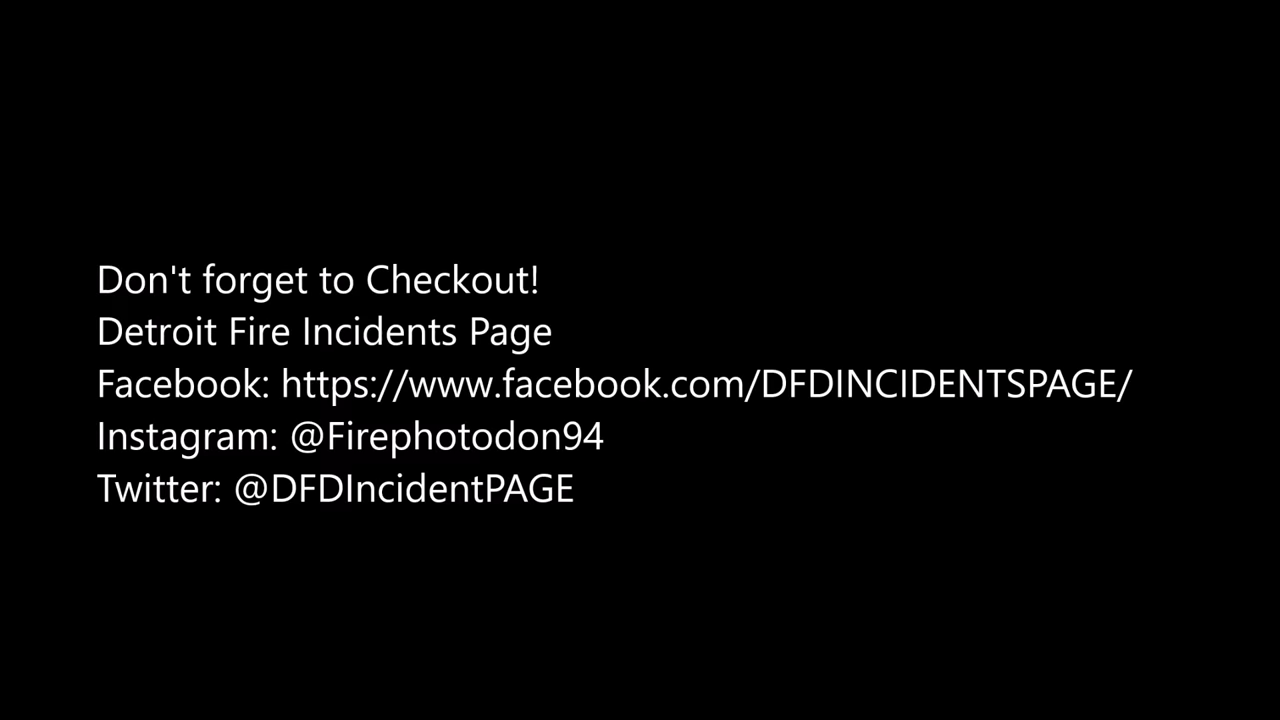 Don't forget to Checkout!
Detroit Fire Incidents Page
Facebook: https://www.facebook.com/DFDINCIDENTSPAGE/
Instagram: @Firephotodon94
Twitter: @DFDIncidentPAGE